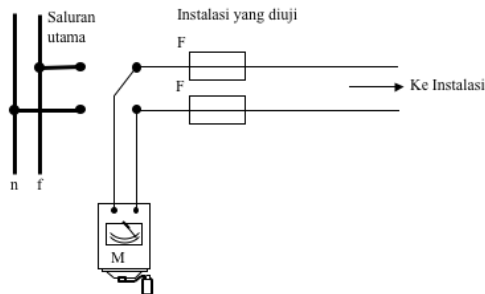 Saluran
utama
Instalasi yang diuji
F
F
Ke Instalasi
n f
M